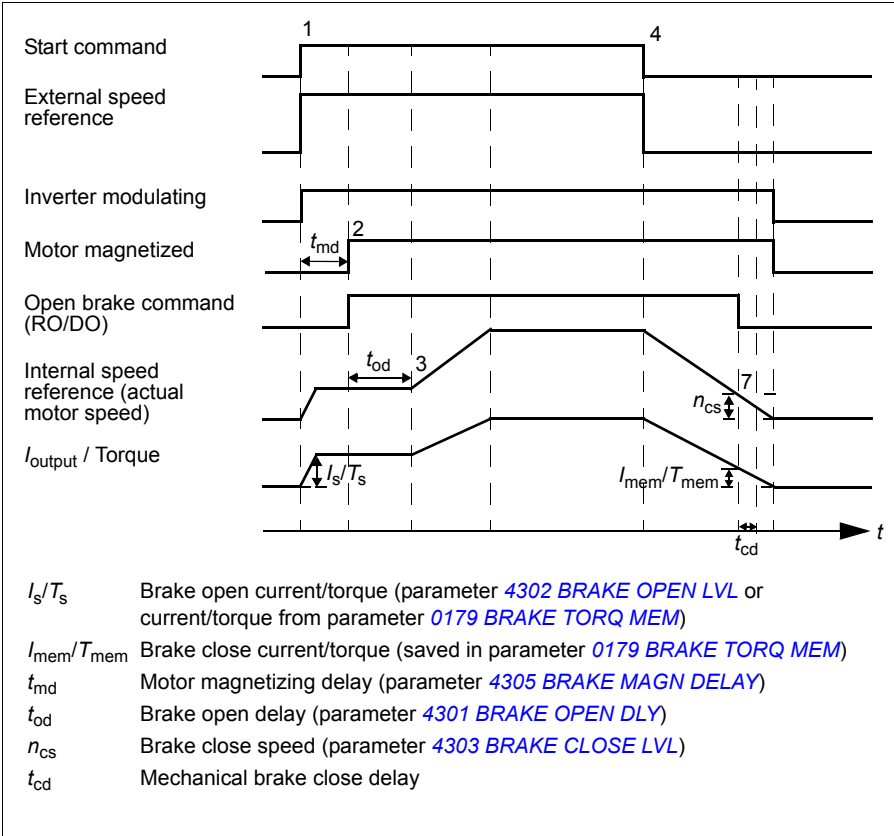 1
4
Start command
External speed
reference
Inverter modulating
tmd
2
Motor magnetized
Open brake command
(RO/DO)
tod
3
Internal speed
reference (actual
motor speed)
7
ncs
Ioutput / Torque
Is/Ts
Imem/Tmem
t
tcd
Is/Ts Brake open current/torque (parameter 4302 BRAKE OPEN LVL or
current/torque from parameter 0179 BRAKE TORQ MEM)
Imem/Tmem Brake close current/torque (saved in parameter 0179 BRAKE TORQ MEM)
tmd Motor magnetizing delay (parameter 4305 BRAKE MAGN DELAY)
tod Brake open delay (parameter 4301 BRAKE OPEN DLY)
ncs Brake close speed (parameter 4303 BRAKE CLOSE LVL)
tcd Mechanical brake close delay